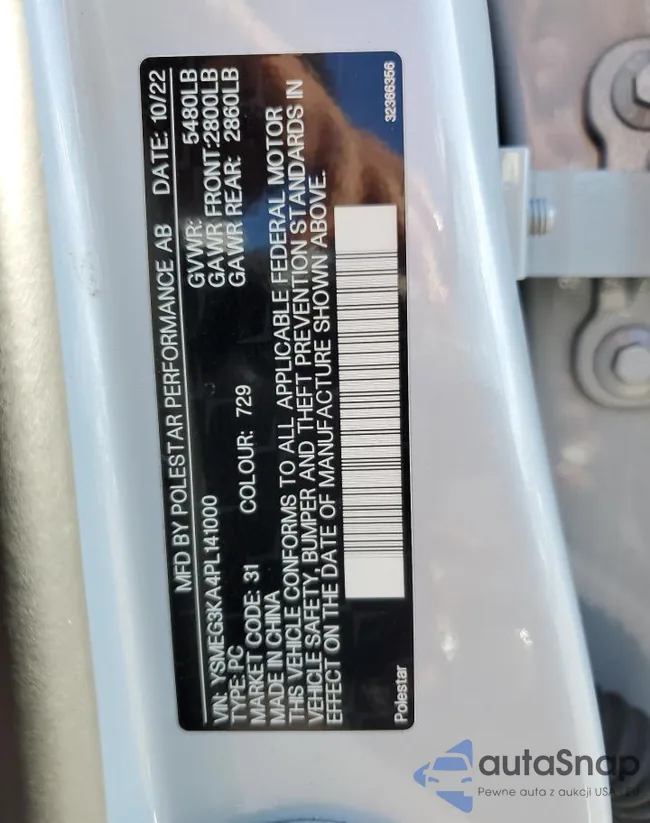 MFD BY POLESTAR PERFORMANCE AB DATE: 10/22
GVWR: 5480LB
GAWR FRONT:2800LB
GAWR REAR: 2860LB
VIN: YSMEG3KA4PL141000
TYPE: PC
MARKET CODE: 31 COLOUR: 729
MADE IN CHINA
THIS VEHICLE CONFORMS TO ALL APPLICABLE FEDERAL MOTOR
VEHICLE SAFETY, BUMPER AND THEFT PREVENTION STANDARDS IN
EFFECT ON THE DATE OF MANUFACTURE SHOWN ABOVE.
Polestar 32366356
autaSnap
Pewne auta z aukcji USA